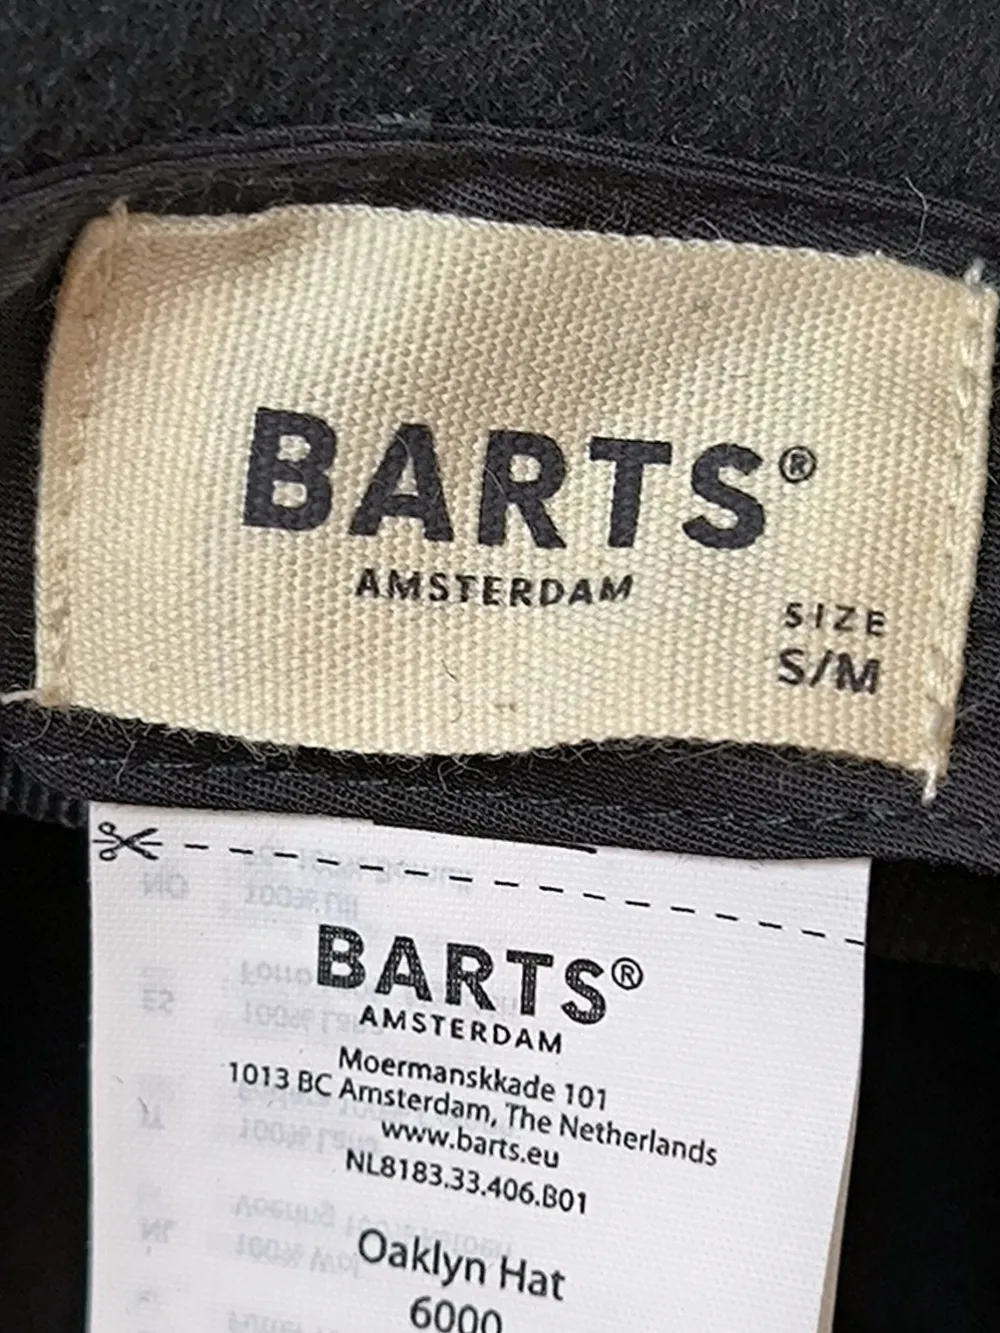 BARTS®
AMSTERDAM
SIZE
S/M
BARTS®
AMSTERDAM
Moermanskkade 101
1013 BC Amsterdam, The Netherlands
www.barts.eu
NL8183.33.406.B01
Oaklyn Hat
6000